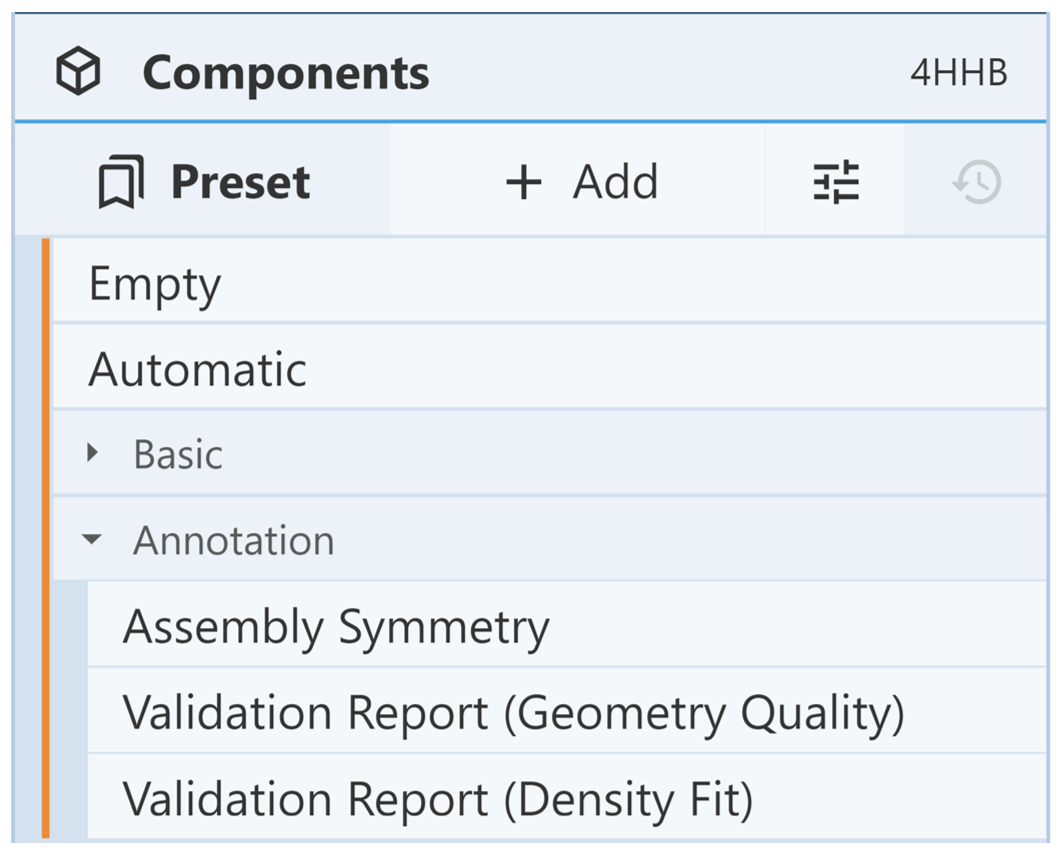 Components 4HHB
Preset Add
Empty
Automatic
Basic
Annotation
Assembly Symmetry
Validation Report (Geometry Quality)
Validation Report (Density Fit)